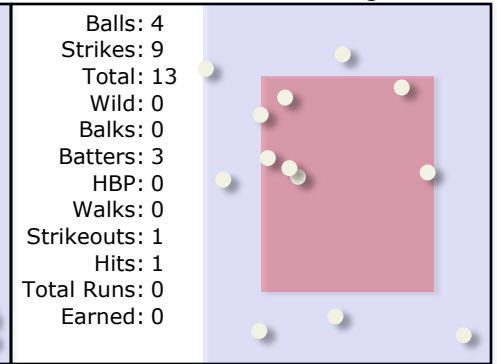 Balls: 4
Strikes: 9
Total: 13
Wild: 0
Balks: 0
Batters: 3
HBP: 0
Walks: 0
Strikeouts: 1
Hits: 1
Total Runs: 0
Earned: 0